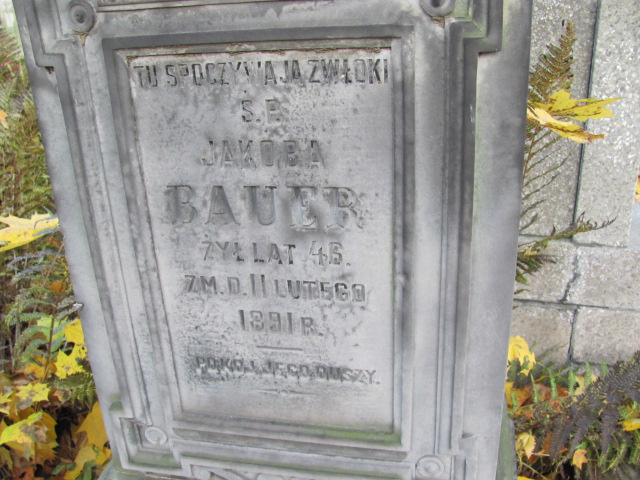 TU SPOCZYWAJĄ ZWŁOKI
Ś.P.
JAKÓBA
BAUER
ŻYŁ LAT 46.
ZM. D. 11 LUTEGO
1891 R.
POKÓJ JEGO DUSZY.